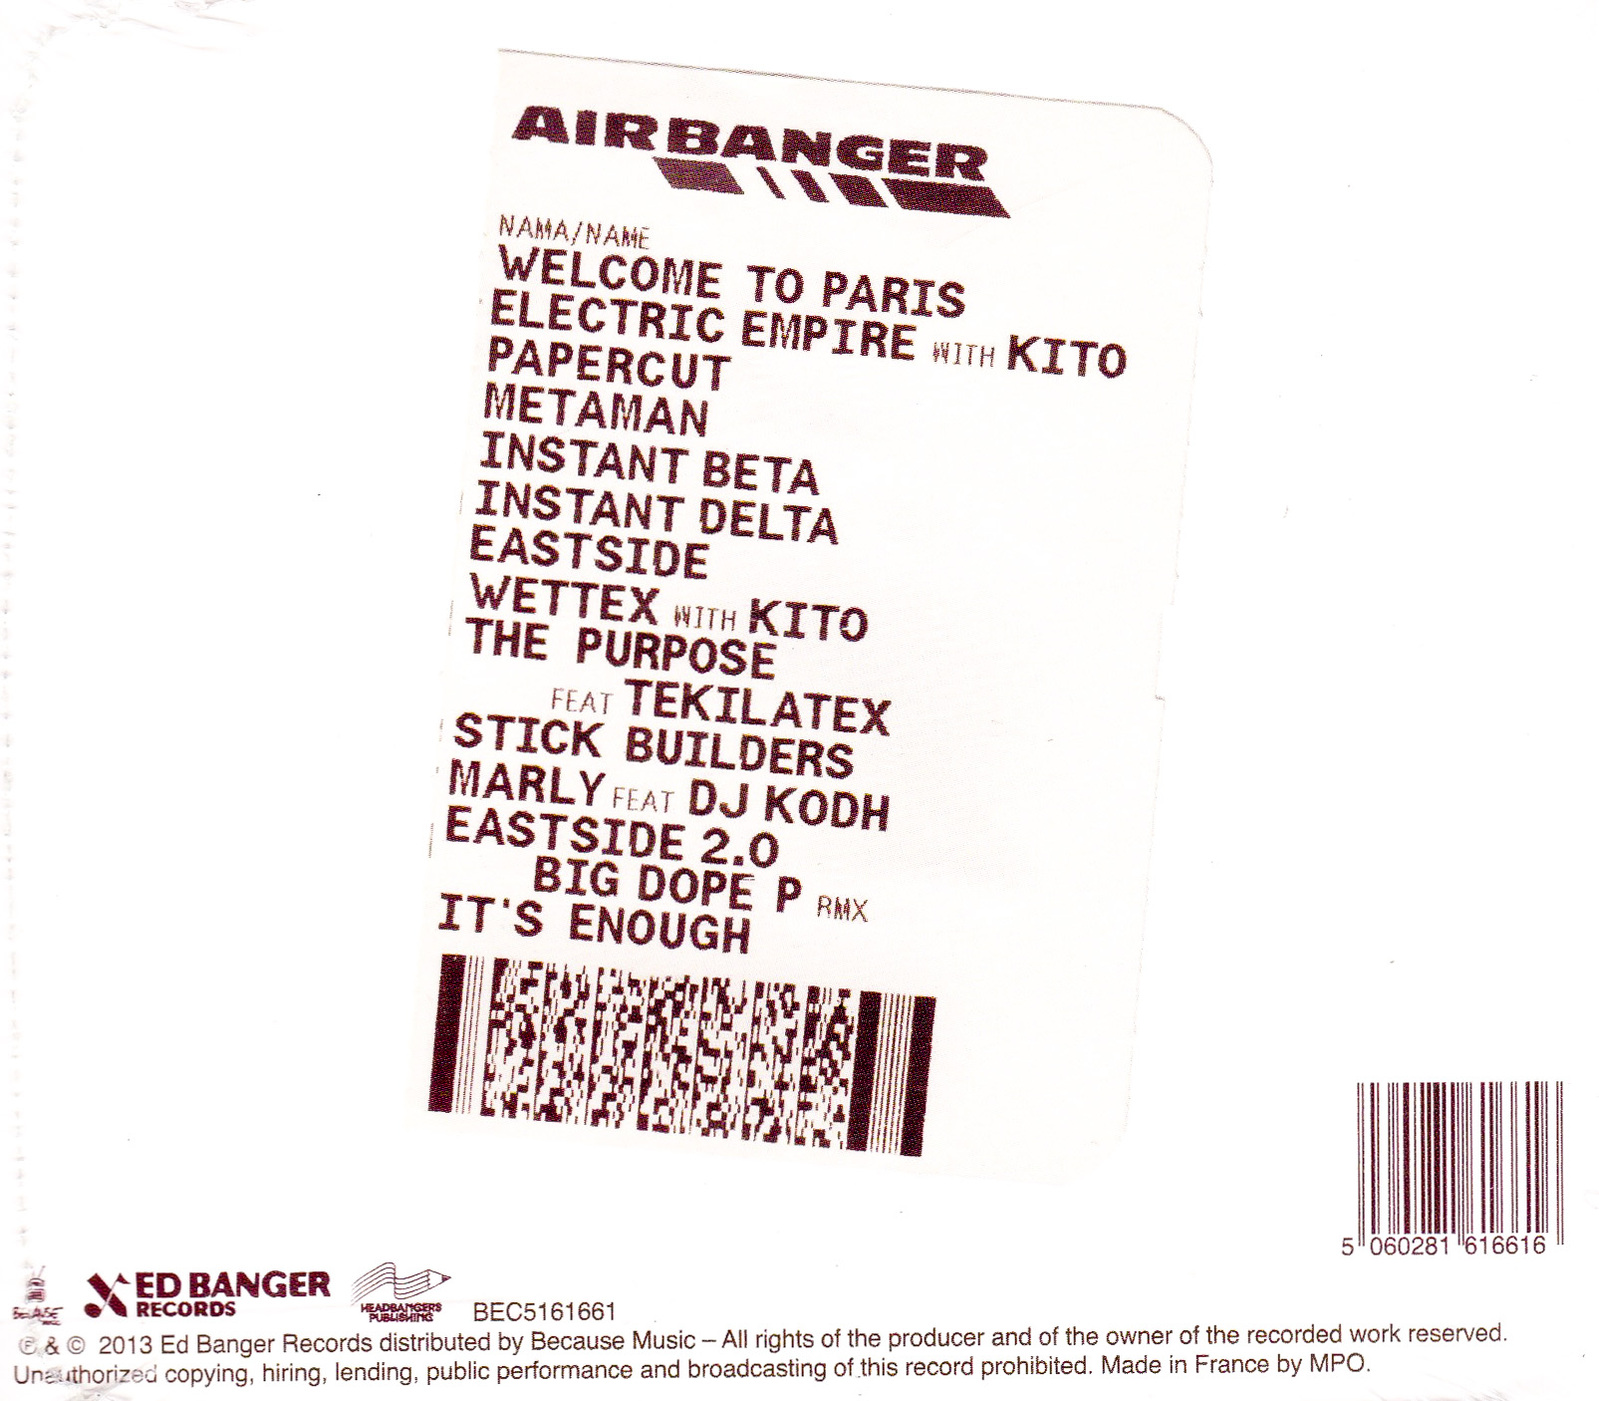 AIRBANGER
NAMA/NAME
WELCOME TO PARIS
ELECTRIC EMPIRE WITH KITO
PAPERCUT
METAMAN
INSTANT BETA
INSTANT DELTA
EASTSIDE
WETTEX WITH KITO
THE PURPOSE
FEAT TEKILATEX
STICK BUILDERS
MARLY FEAT DJ KODH
EASTSIDE 2.0
BIG DOPE P RMX
IT'S ENOUGH
5 060281 616616
BECAUSE
ED BANGER
RECORDS
HEADBANGERS
PUBLISHING
BEC5161661
℗ & © 2013 Ed Banger Records distributed by Because Music – All rights of the producer and of the owner of the recorded work reserved.
Unauthorized copying, hiring, lending, public performance and broadcasting of this record prohibited. Made in France by MPO.